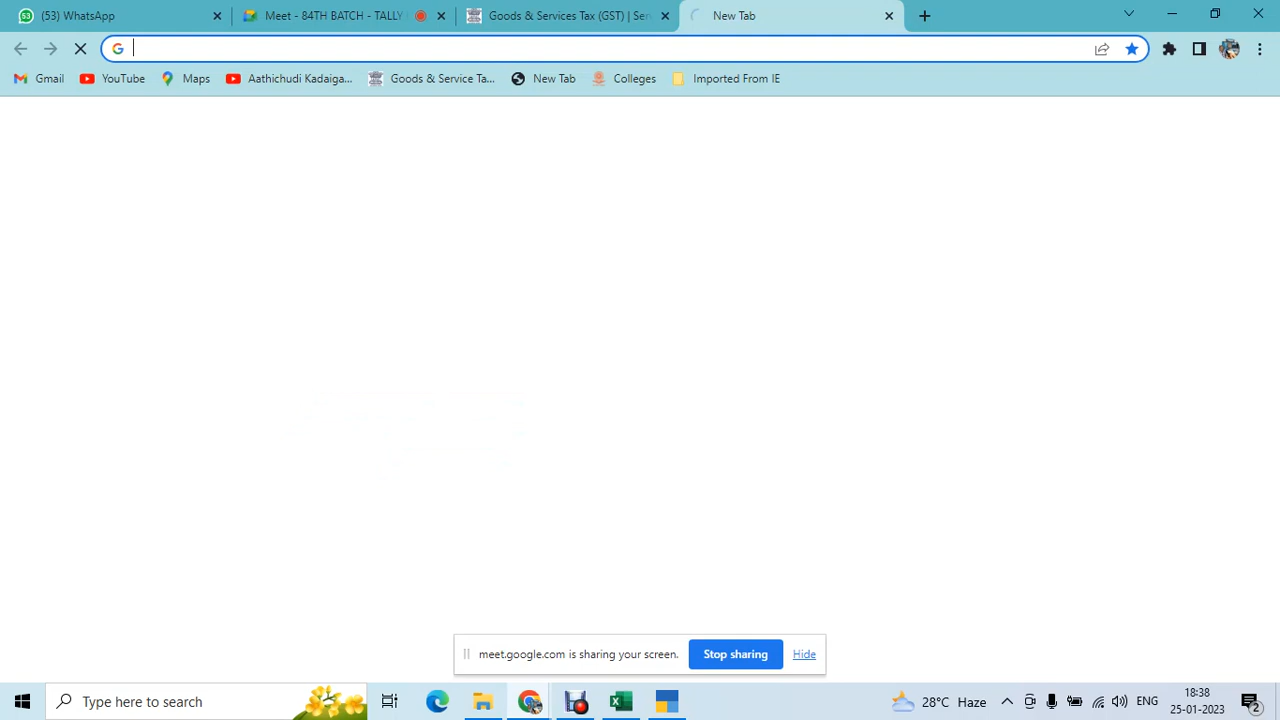 (53) WhatsApp
Meet - 84TH BATCH - TALLY
Goods & Services Tax (GST) | Ser
New Tab
Gmail
YouTube
Maps
Aathichudi Kadaiga...
Goods & Service Ta...
New Tab
Colleges
Imported From IE
meet.google.com is sharing your screen.
Stop sharing
Hide
Type here to search
28°C Haze
ENG
18:38
25-01-2023
2